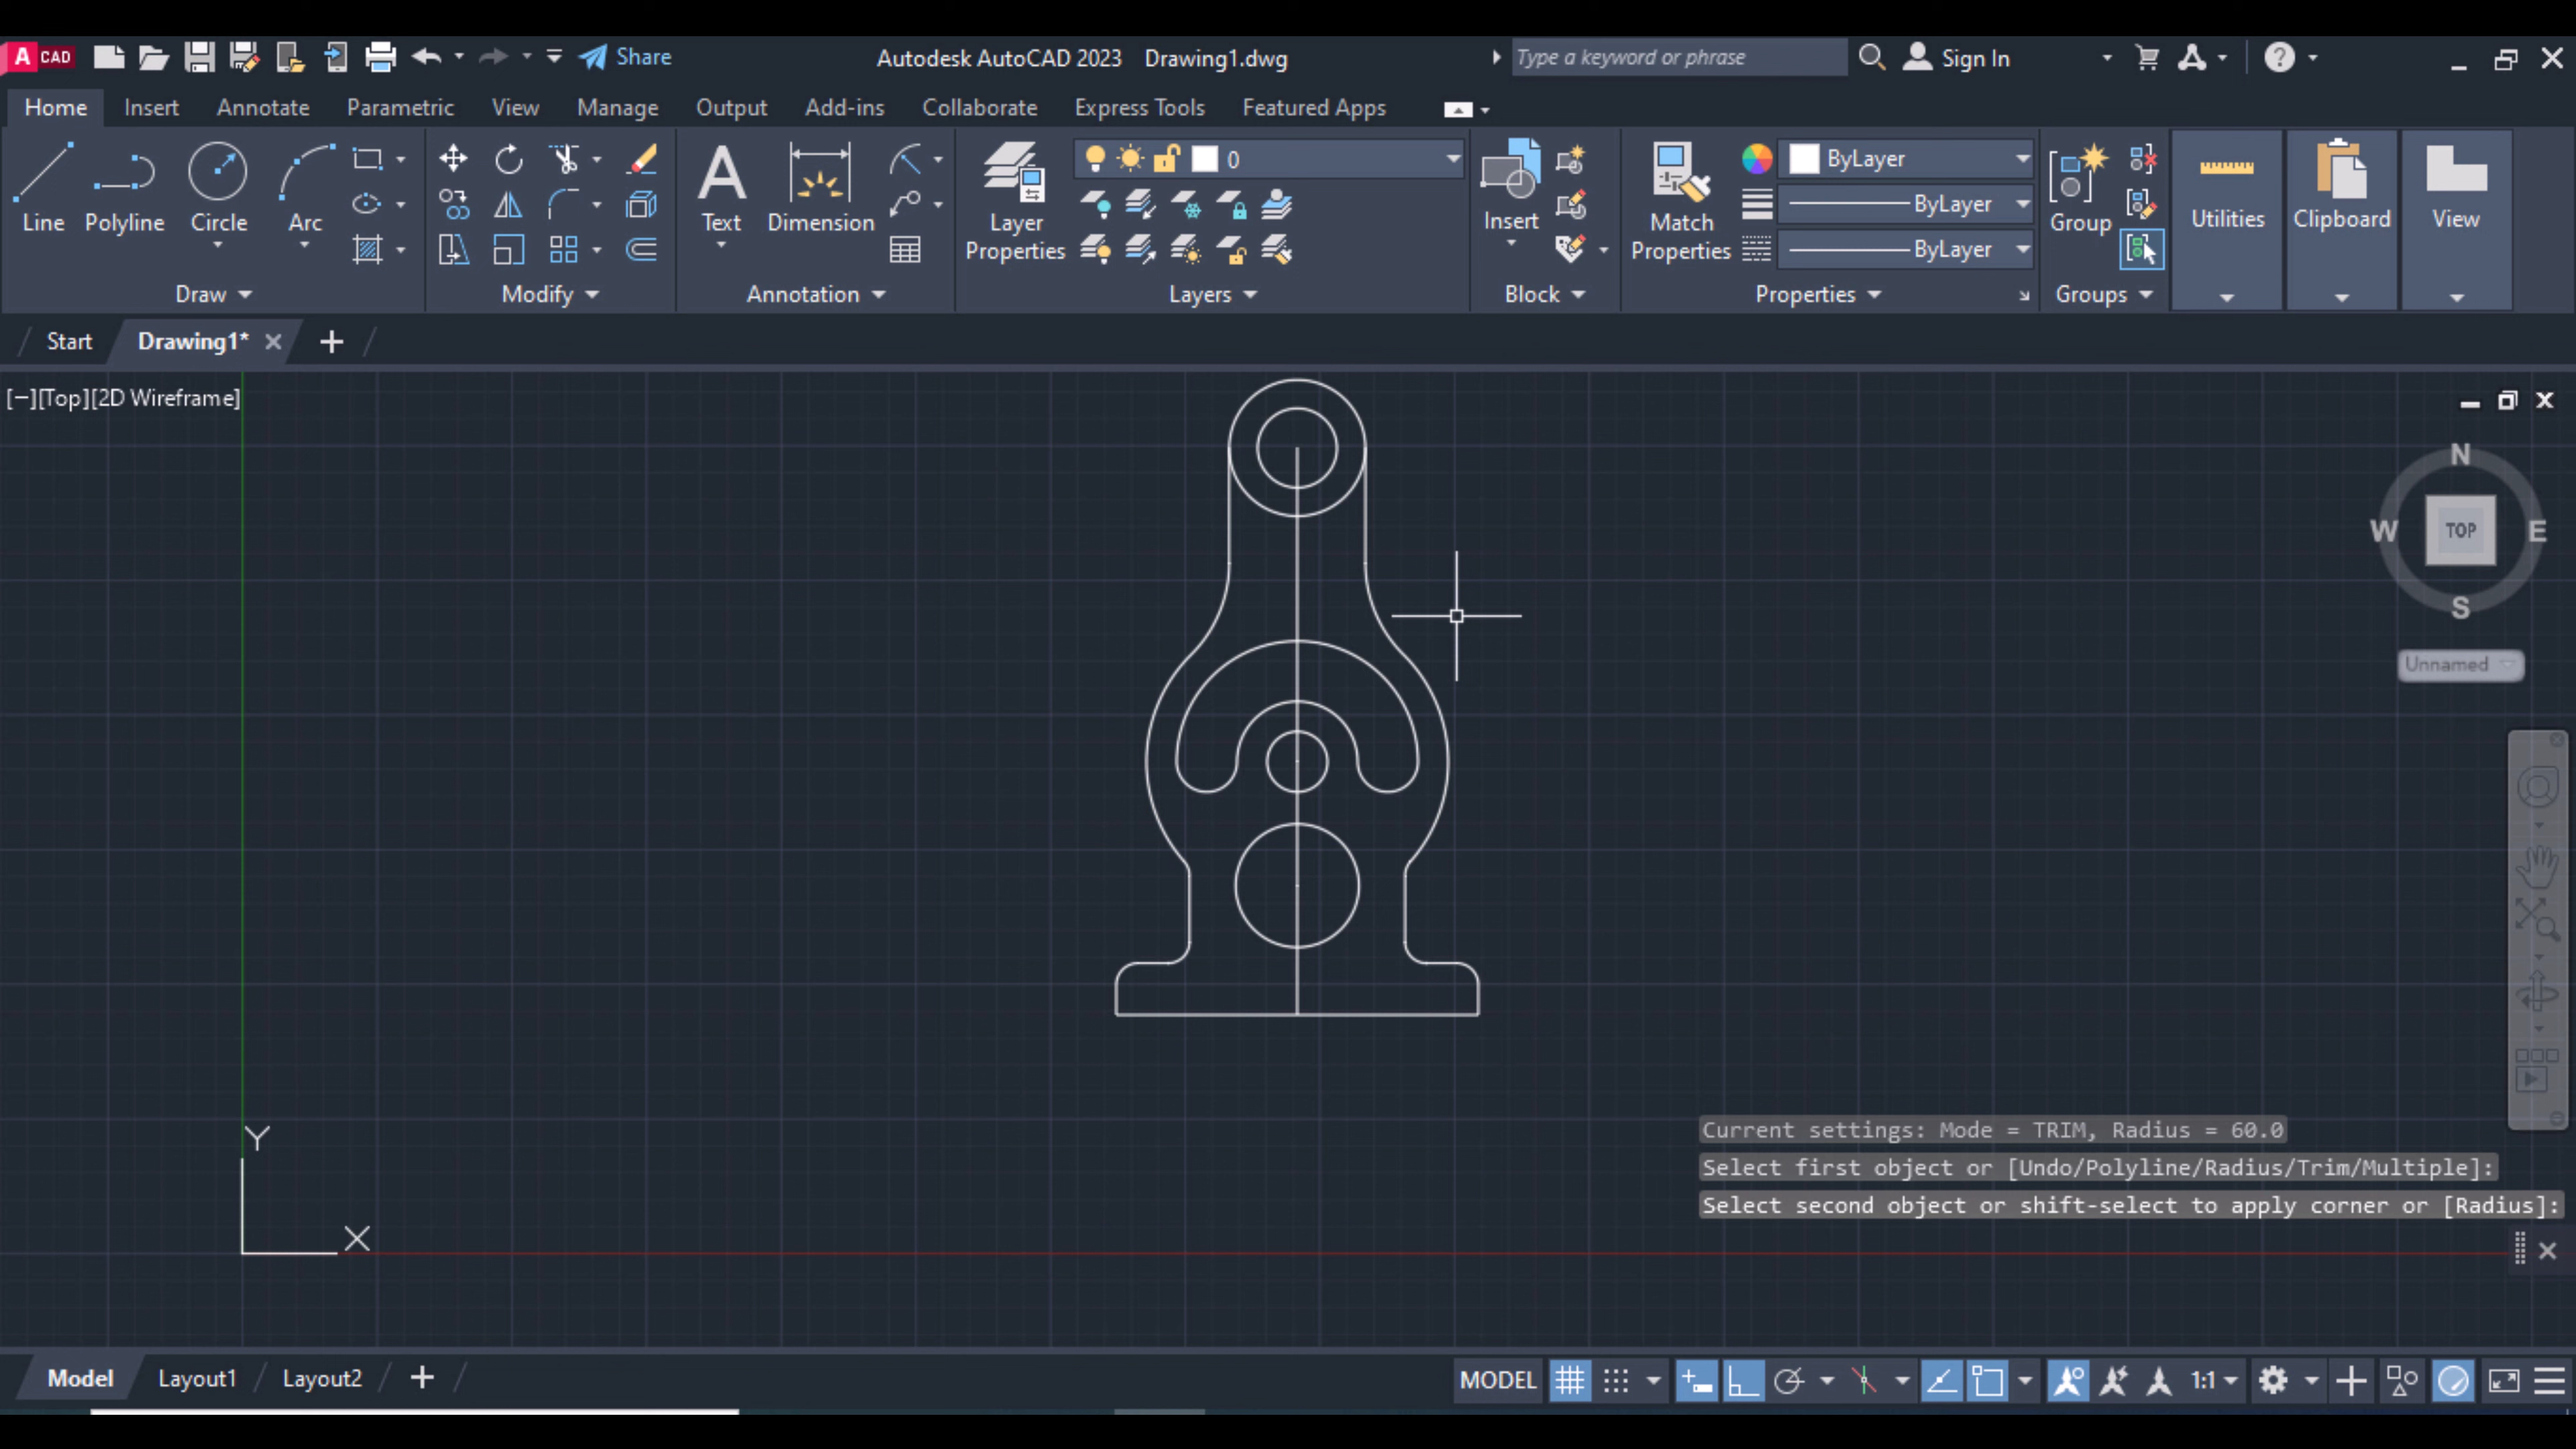 A CAD Share Autodesk AutoCAD 2023 Drawing1.dwg Type a keyword or phrase Sign In
Home Insert Annotate Parametric View Manage Output Add-ins Collaborate Express Tools Featured Apps
0 ByLayer
Line Polyline Circle Arc Text Dimension Layer Properties Insert Match Properties ByLayer Group Utilities Clipboard View
ByLayer
Draw Modify Annotation Layers Block Properties Groups
Start Drawing1*
[−][Top][2D Wireframe]
N
W TOP E
S
Unnamed
Y
X
Current settings: Mode = TRIM, Radius = 60.0
Select first object or [Undo/Polyline/Radius/Trim/Multiple]:
Select second object or shift-select to apply corner or [Radius]:
Model Layout1 Layout2 MODEL 1:1